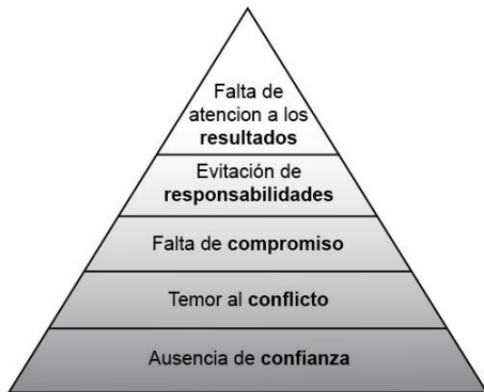 Falta de
atencion a los
resultados
Evitación de
responsabilidades
Falta de compromiso
Temor al conflicto
Ausencia de confianza